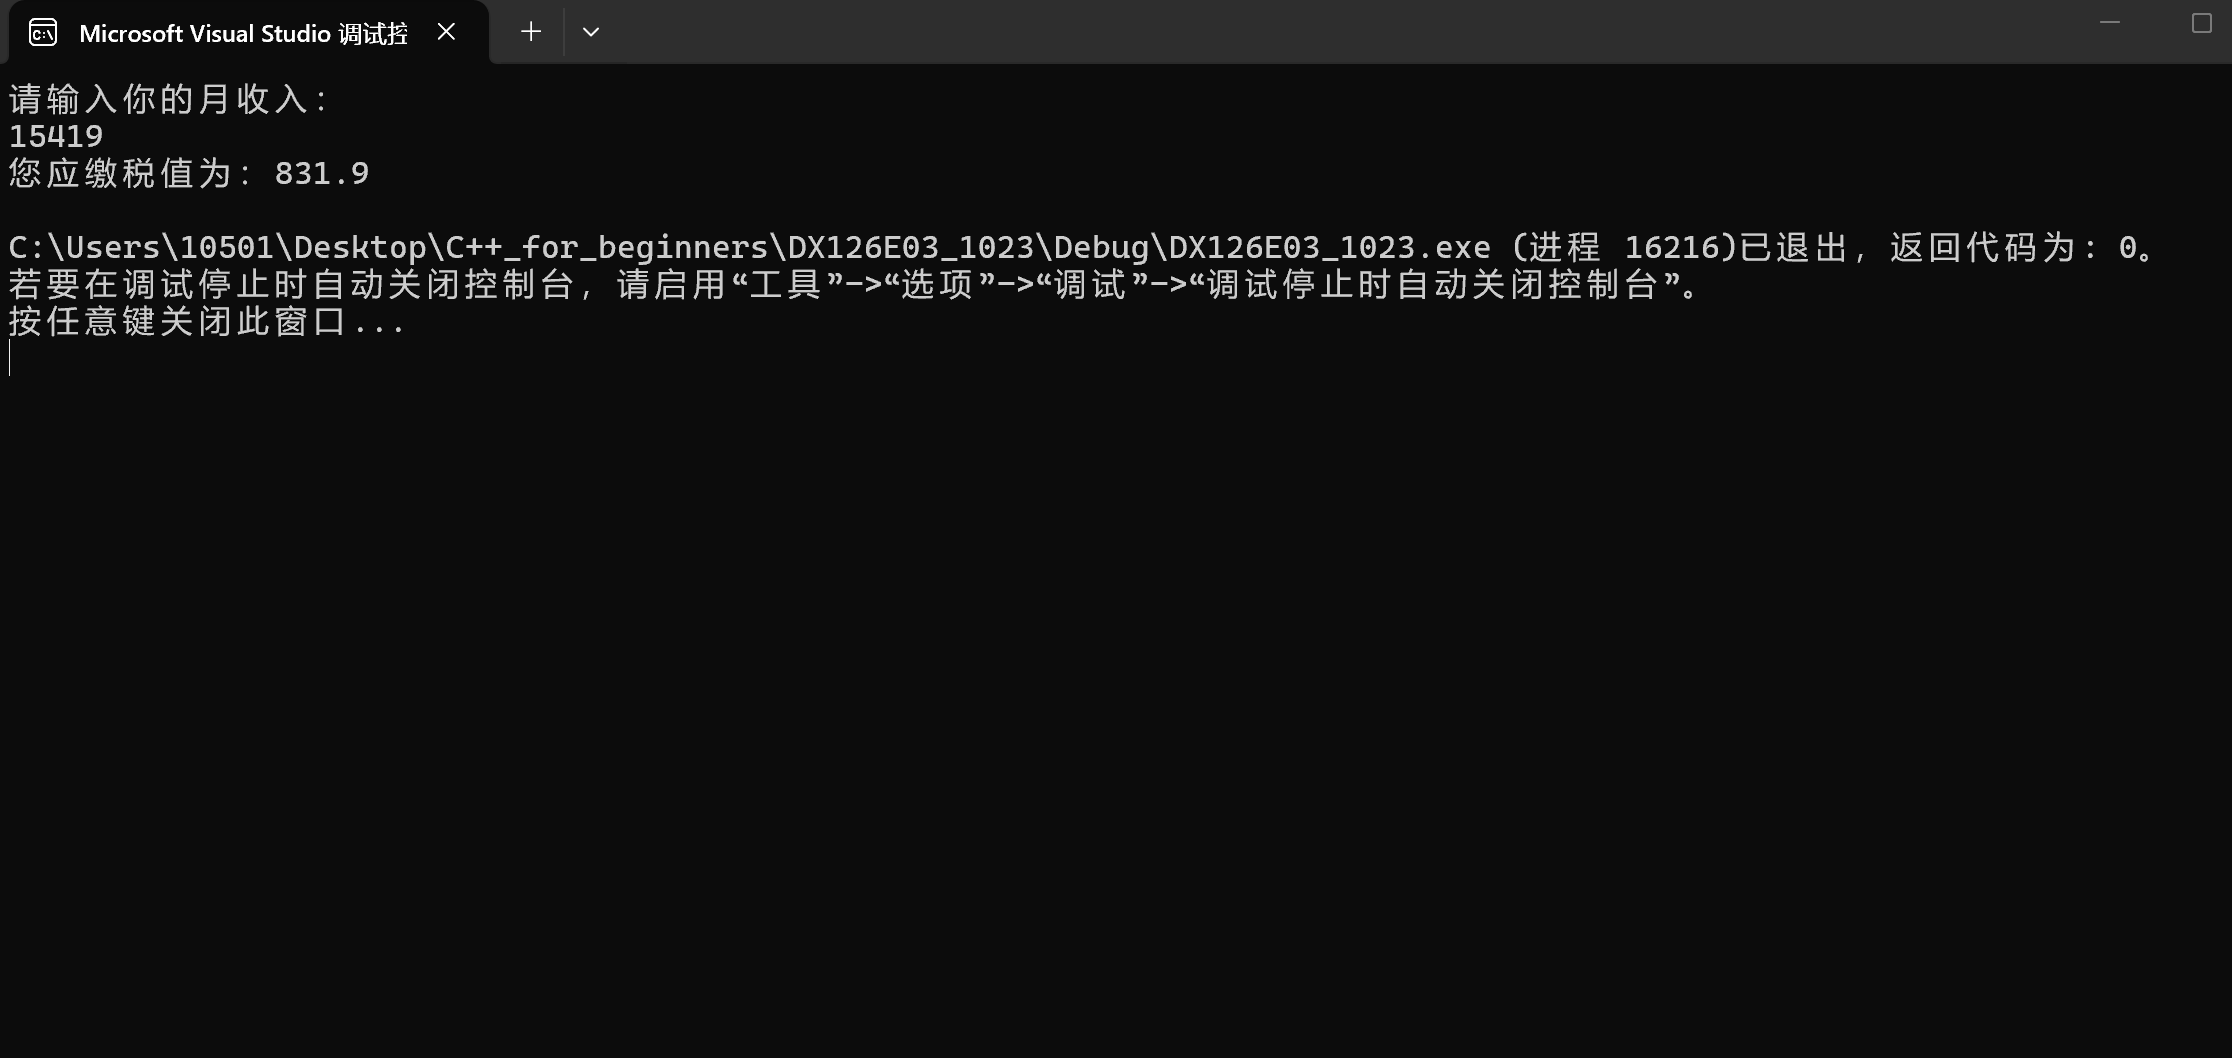 Microsoft Visual Studio 调试控
请输入你的月收入：
15419
您应缴税值为：831.9
C:\Users\10501\Desktop\C++_for_beginners\DX126E03_1023\Debug\DX126E03_1023.exe (进程 16216)已退出，返回代码为：0。
若要在调试停止时自动关闭控制台，请启用“工具”->“选项”->“调试”->“调试停止时自动关闭控制台”。
按任意键关闭此窗口...